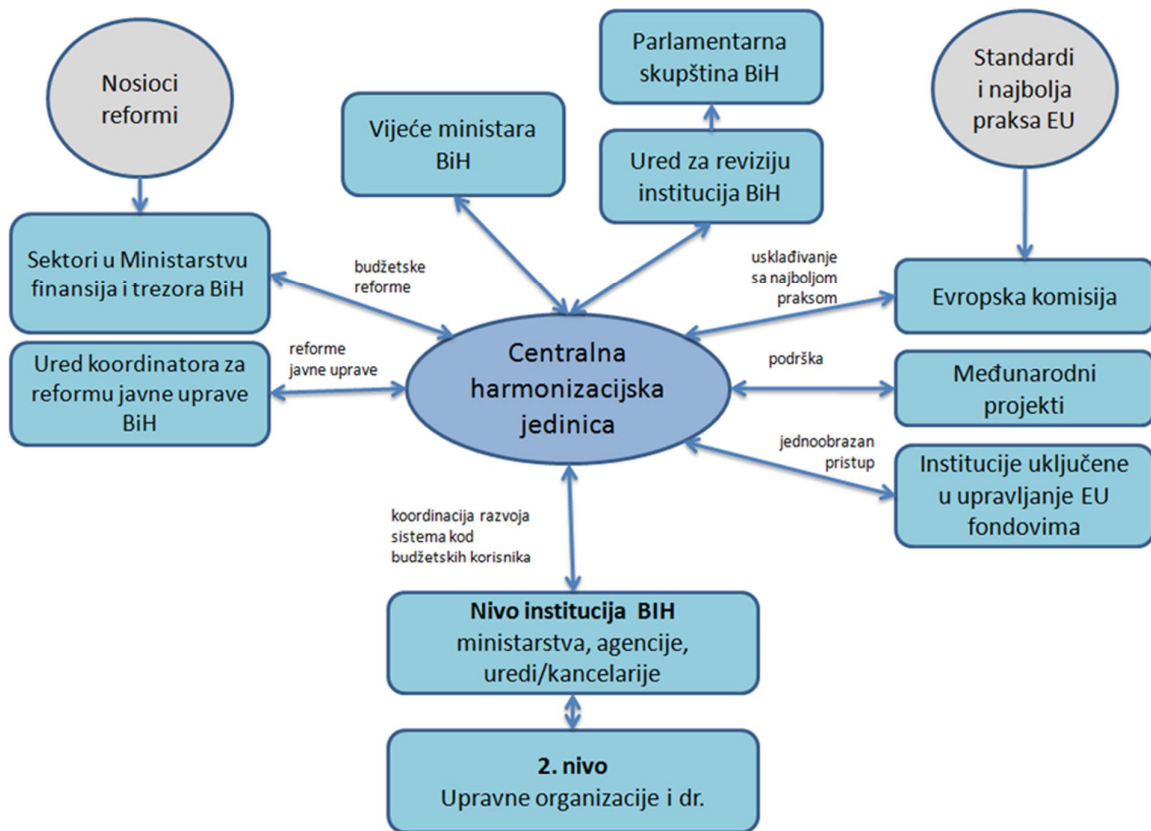 Nosioci
reformi
Parlamentarna
skupština BiH
Standardi
i najbolja
praksa EU
Vijeće ministara
BiH
Ured za reviziju
institucija BiH
Sektori u Ministarstvu
finansija i trezora BiH
budžetske
reforme
usklađivanje
sa najboljom
praksom
Evropska komisija
Ured koordinatora za
reformu javne uprave
BiH
reforme
javne uprave
Centralna
harmonizacijska
jedinica
podrška
Međunarodni
projekti
jednoobrazan
pristup
Institucije uključene
u upravljanje EU
fondovima
koordinacija razvoja
sistema kod
budžetskih korisnika
Nivo institucija BIH
ministarstva, agencije,
uredi/kancelarije
2. nivo
Upravne organizacije i dr.